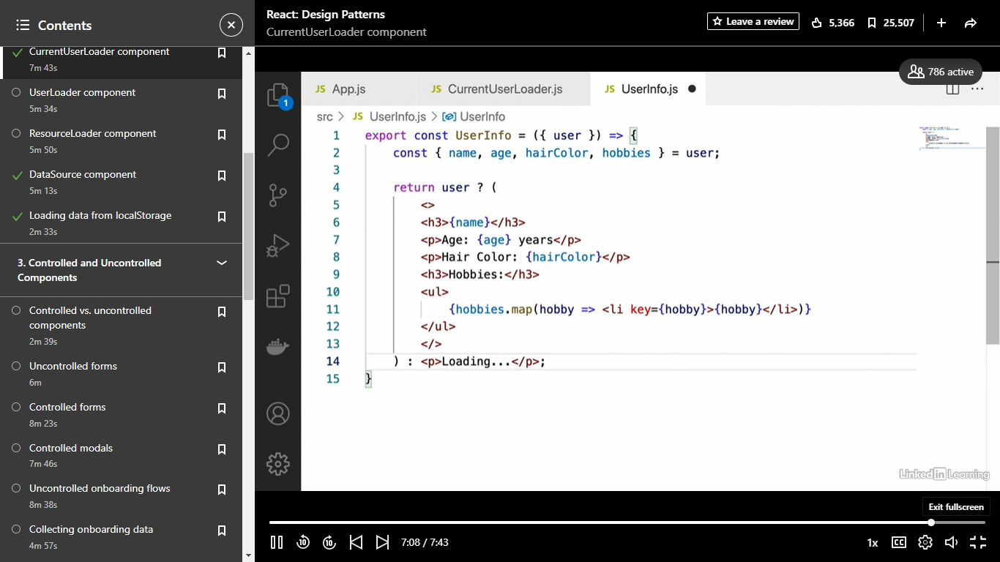 Contents
CurrentUserLoader component
7m 43s
UserLoader component
5m 34s
ResourceLoader component
5m 50s
DataSource component
5m 13s
Loading data from localStorage
2m 33s
3. Controlled and Uncontrolled
Components
Controlled vs. uncontrolled
components
2m 39s
Uncontrolled forms
6m
Controlled forms
8m 23s
Controlled modals
7m 46s
Uncontrolled onboarding flows
8m 38s
Collecting onboarding data
4m 57s
React: Design Patterns
CurrentUserLoader component
Leave a review 5,366 25,507
786 active
1
JS App.js JS CurrentUserLoader.js JS UserInfo.js
src > JS UserInfo.js > UserInfo
1 export const UserInfo = ({ user }) => {
2 const { name, age, hairColor, hobbies } = user;
3
4 return user ? (
5 <>
6 <h3>{name}</h3>
7 <p>Age: {age} years</p>
8 <p>Hair Color: {hairColor}</p>
9 <h3>Hobbies:</h3>
10 <ul>
11 {hobbies.map(hobby => <li key={hobby}>{hobby}</li>)}
12 </ul>
13 </>
14 ) : <p>Loading...</p>;
15 }
Linked in Learning
Exit fullscreen
10 10 7:08 / 7:43 1x CC